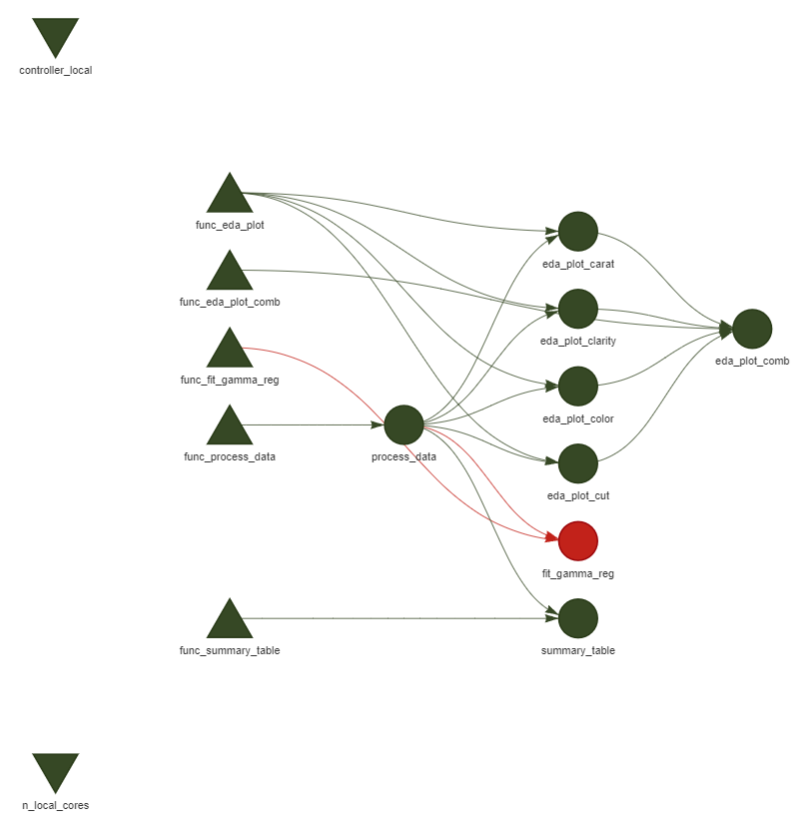 controller_local
func_eda_plot
eda_plot_carat
func_eda_plot_comb
eda_plot_clarity
eda_plot_comb
func_fit_gamma_reg
eda_plot_color
func_process_data
process_data
eda_plot_cut
fit_gamma_reg
func_summary_table
summary_table
n_local_cores